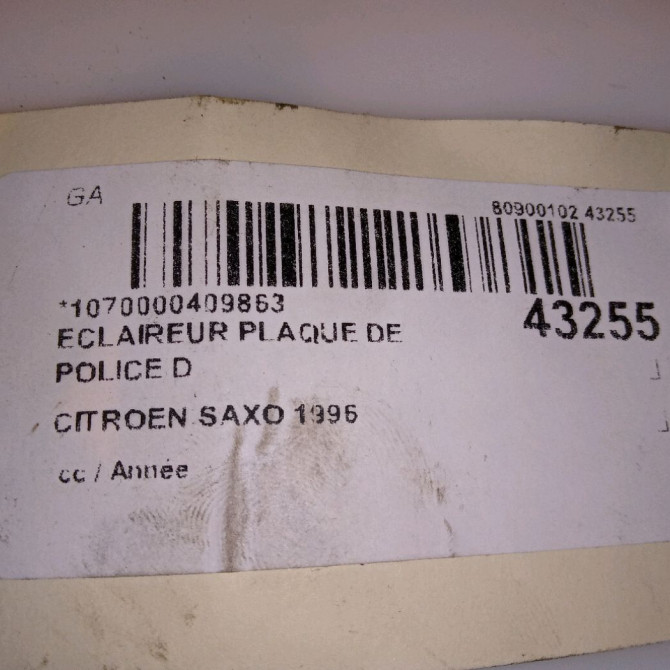 GA
80900102 43255
*1070000409863
43255
ECLAIREUR PLAQUE DE
POLICE D
CITROEN SAXO 1996
cc / Année